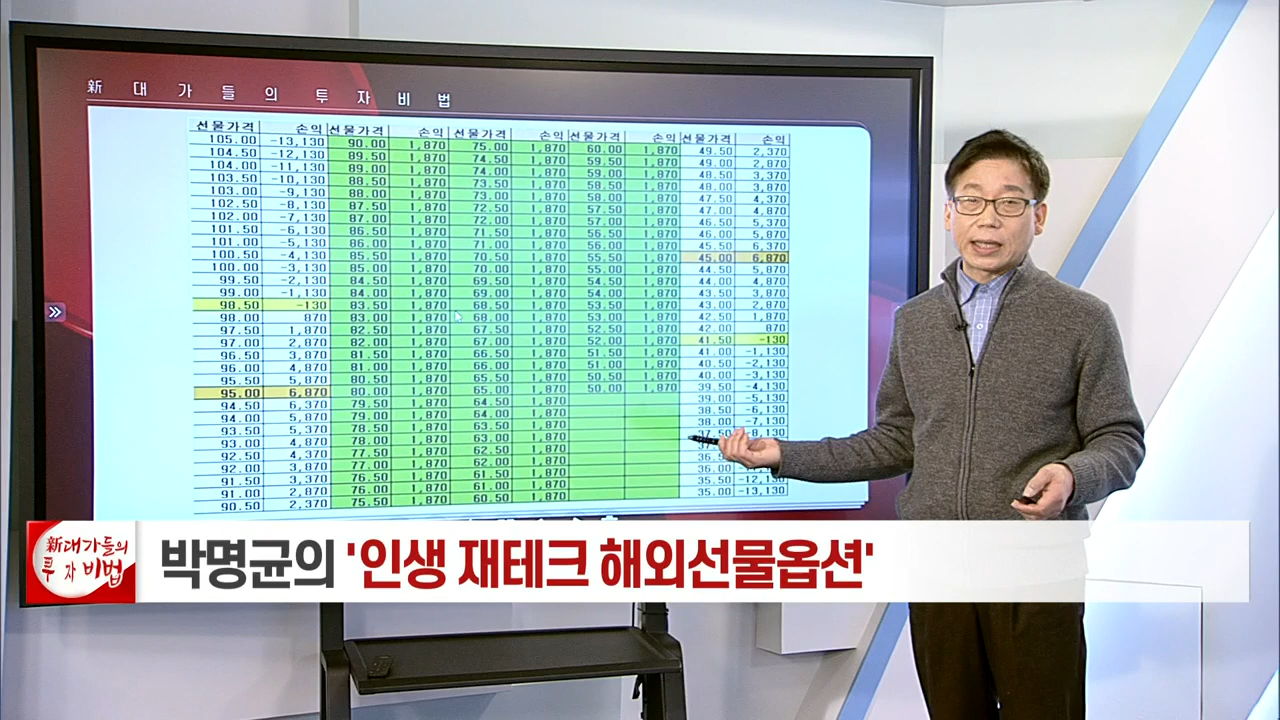 新 대 가 들 의 투 자 비 법
선물가격 손익 선물가격 손익 선물가격 손익 선물가격 손익 선물가격 손익
105.00 -13,130 90.00 1,870 75.00 1,870 60.00 1,870 49.50 2,370
104.50 -12,130 89.50 1,870 74.50 1,870 59.50 1,870 49.00 2,870
104.00 -11,130 89.00 1,870 74.00 1,870 59.00 1,870 48.50 3,370
103.50 -10,130 88.50 1,870 73.50 1,870 58.50 1,870 48.00 3,870
103.00 -9,130 88.00 1,870 73.00 1,870 58.00 1,870 47.50 4,370
102.50 -8,130 87.50 1,870 72.50 1,870 57.50 1,870 47.00 4,870
102.00 -7,130 87.00 1,870 72.00 1,870 57.00 1,870 46.50 5,370
101.50 -6,130 86.50 1,870 71.50 1,870 56.50 1,870 46.00 5,870
101.00 -5,130 86.00 1,870 71.00 1,870 56.00 1,870 45.50 6,370
100.50 -4,130 85.50 1,870 70.50 1,870 55.50 1,870 45.00 6,870
100.00 -3,130 85.00 1,870 70.00 1,870 55.00 1,870 44.50 5,870
99.50 -2,130 84.50 1,870 69.50 1,870 54.50 1,870 44.00 4,870
99.00 -1,130 84.00 1,870 69.00 1,870 54.00 1,870 43.50 3,870
98.50 -130 83.50 1,870 68.50 1,870 53.50 1,870 43.00 2,870
98.00 870 83.00 1,870 68.00 1,870 53.00 1,870 42.50 1,870
97.50 1,870 82.50 1,870 67.50 1,870 52.50 1,870 42.00 870
97.00 2,870 82.00 1,870 67.00 1,870 52.00 1,870 41.50 -130
96.50 3,870 81.50 1,870 66.50 1,870 51.50 1,870 41.00 -1,130
96.00 4,870 81.00 1,870 66.00 1,870 51.00 1,870 40.50 -2,130
95.50 5,870 80.50 1,870 65.50 1,870 50.50 1,870 40.00 -3,130
95.00 6,870 80.00 1,870 65.00 1,870 50.00 1,870 39.50 -4,130
94.50 6,370 79.50 1,870 64.50 1,870 39.00 -5,130
94.00 5,870 79.00 1,870 64.00 1,870 38.50 -6,130
93.50 5,370 78.50 1,870 63.50 1,870 38.00 -7,130
93.00 4,870 78.00 1,870 63.00 1,870 37.50 -8,130
92.50 4,370 77.50 1,870 62.50 1,870
92.00 3,870 77.00 1,870 62.00 1,870
91.50 3,370 76.50 1,870 61.50 1,870 36.00
91.00 2,870 76.00 1,870 61.00 1,870 35.50 -12,130
90.50 2,370 75.50 1,870 60.50 1,870 35.00 -13,130
新대가들의
투자 비법
박명균의 '인생 재테크 해외선물옵션'